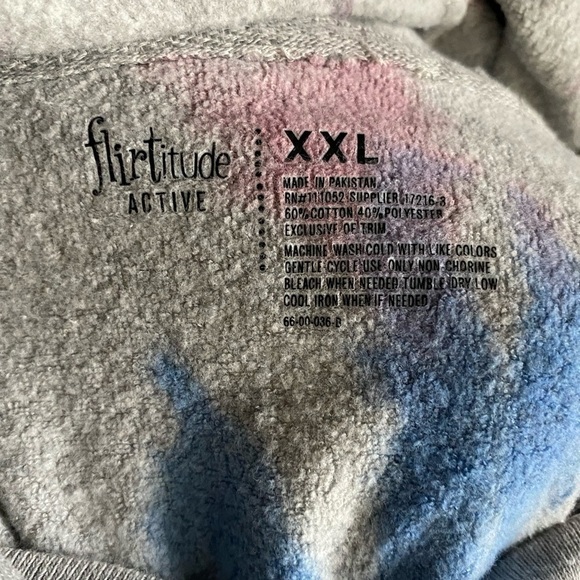 flirtitude
ACTIVE
XXL
MADE IN PAKISTAN
RN#111052 SUPPLIER 17216-3
60% COTTON 40% POLYESTER
EXCLUSIVE OF TRIM
MACHINE WASH COLD WITH LIKE COLORS
GENTLE CYCLE USE ONLY NON CHORINE
BLEACH WHEN NEEDED TUMBLE DRY LOW
COOL IRON WHEN IF NEEDED
66-00-036-B